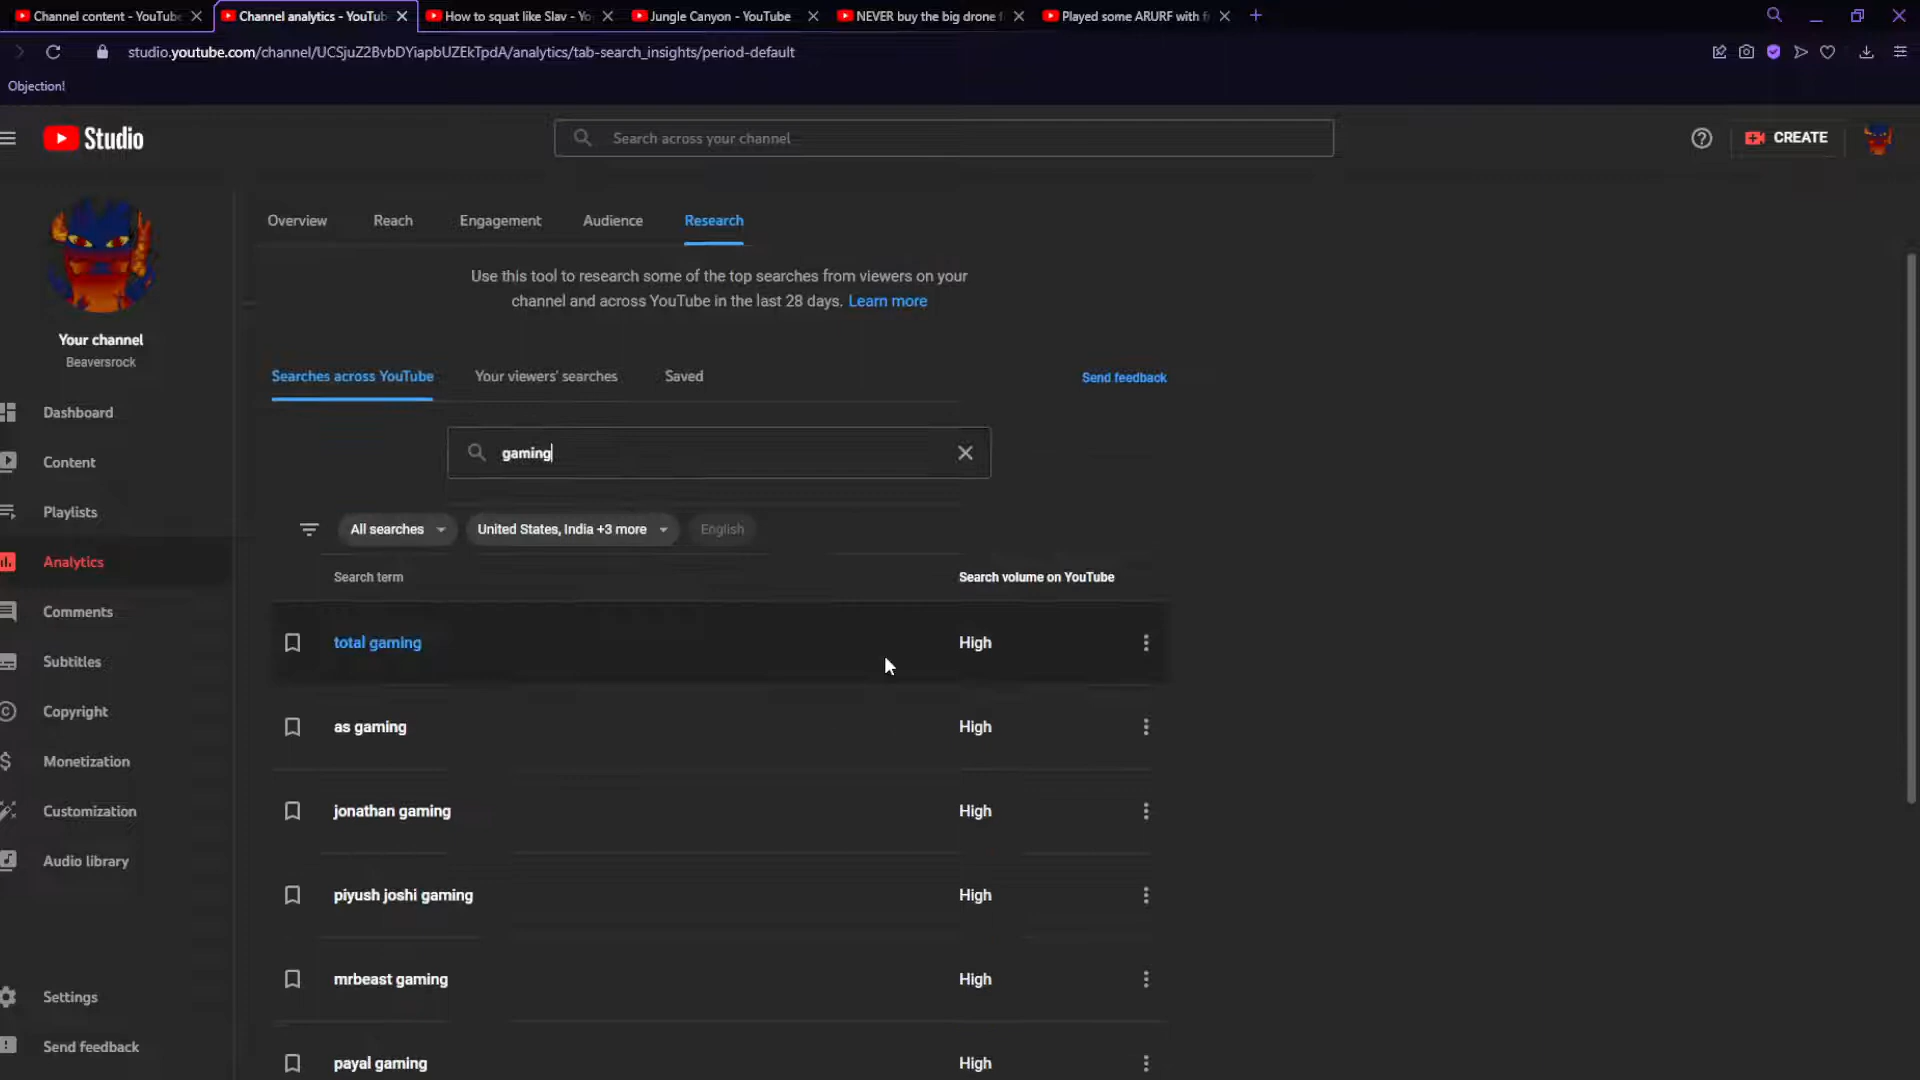 Channel content - YouTube
Channel analytics - YouTub
How to squat like Slav - Yo
Jungle Canyon - YouTube
NEVER buy the big drone f
Played some ARURF with f
studio.youtube.com/channel/UCSjuZ2BvbDYiapbUZEkTpdA/analytics/tab-search_insights/period-default
Objection!
Studio
Search across your channel
CREATE
Overview
Reach
Engagement
Audience
Research
Use this tool to research some of the top searches from viewers on your
channel and across YouTube in the last 28 days. Learn more
Your channel
Beaversrock
Searches across YouTube
Your viewers' searches
Saved
Send feedback
Dashboard
Content
Playlists
Analytics
Comments
Subtitles
Copyright
Monetization
Customization
Audio library
Settings
Send feedback
gaming
All searches
United States, India +3 more
English
Search term
Search volume on YouTube
total gaming
High
as gaming
High
jonathan gaming
High
piyush joshi gaming
High
mrbeast gaming
High
payal gaming
High